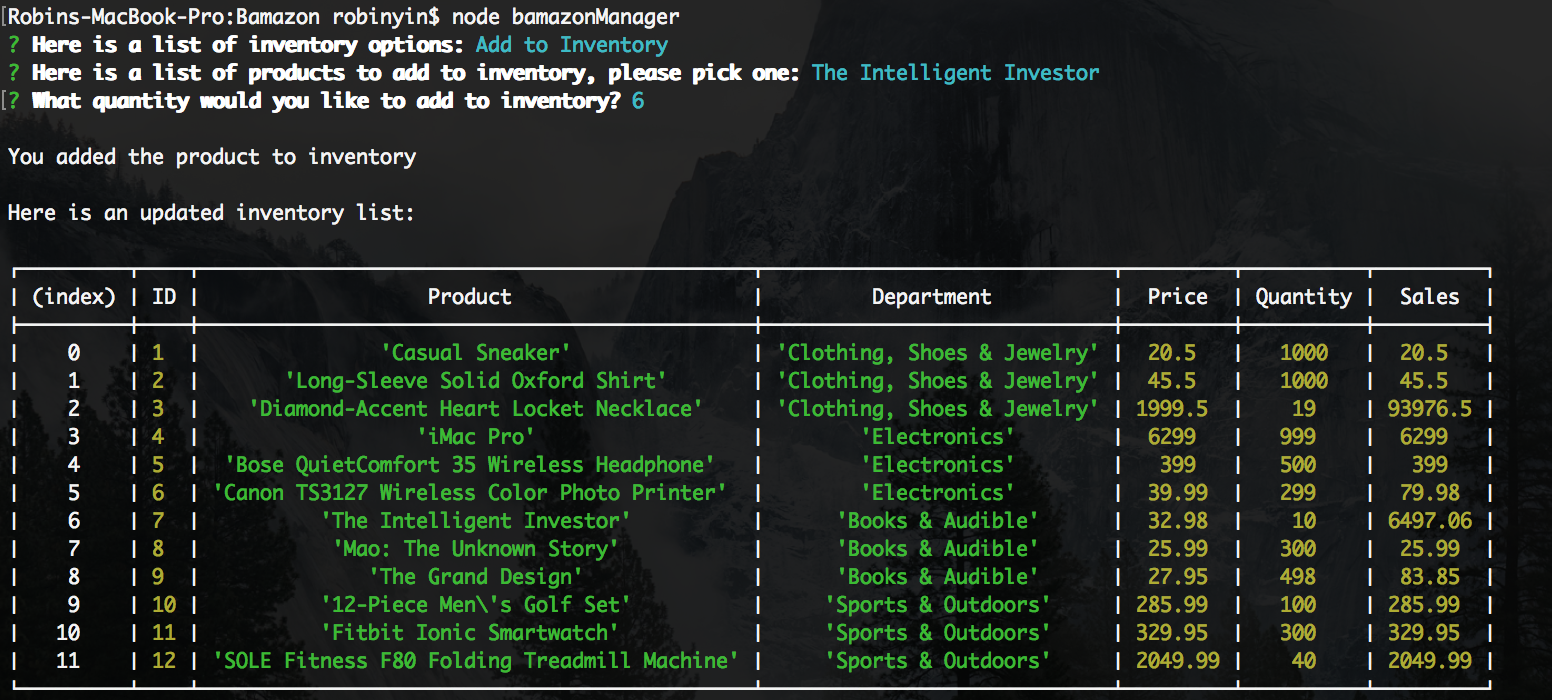 [Robins-MacBook-Pro:Bamazon robinyin$ node bamazonManager
? Here is a list of inventory options: Add to Inventory
? Here is a list of products to add to inventory, please pick one: The Intelligent Investor
[? What quantity would you like to add to inventory? 6
You added the product to inventory
Here is an updated inventory list:
| (index) | ID | Product | Department | Price | Quantity | Sales |
| 0 | 1 | 'Casual Sneaker' | 'Clothing, Shoes & Jewelry' | 20.5 | 1000 | 20.5 |
| 1 | 2 | 'Long-Sleeve Solid Oxford Shirt' | 'Clothing, Shoes & Jewelry' | 45.5 | 1000 | 45.5 |
| 2 | 3 | 'Diamond-Accent Heart Locket Necklace' | 'Clothing, Shoes & Jewelry' | 1999.5 | 19 | 93976.5 |
| 3 | 4 | 'iMac Pro' | 'Electronics' | 6299 | 999 | 6299 |
| 4 | 5 | 'Bose QuietComfort 35 Wireless Headphone' | 'Electronics' | 399 | 500 | 399 |
| 5 | 6 | 'Canon TS3127 Wireless Color Photo Printer' | 'Electronics' | 39.99 | 299 | 79.98 |
| 6 | 7 | 'The Intelligent Investor' | 'Books & Audible' | 32.98 | 10 | 6497.06 |
| 7 | 8 | 'Mao: The Unknown Story' | 'Books & Audible' | 25.99 | 300 | 25.99 |
| 8 | 9 | 'The Grand Design' | 'Books & Audible' | 27.95 | 498 | 83.85 |
| 9 | 10 | '12-Piece Men\'s Golf Set' | 'Sports & Outdoors' | 285.99 | 100 | 285.99 |
| 10 | 11 | 'Fitbit Ionic Smartwatch' | 'Sports & Outdoors' | 329.95 | 300 | 329.95 |
| 11 | 12 | 'SOLE Fitness F80 Folding Treadmill Machine' | 'Sports & Outdoors' | 2049.99 | 40 | 2049.99 |